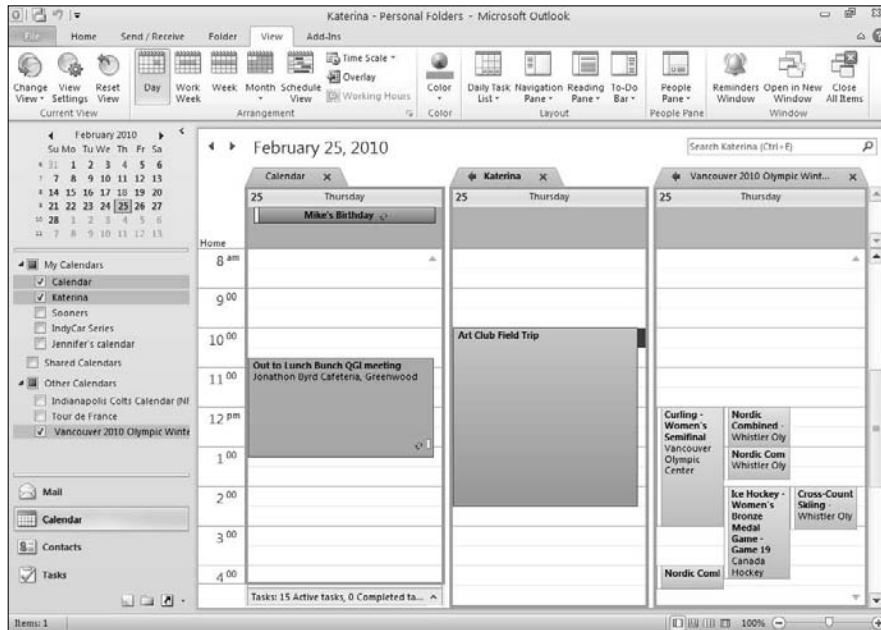 Katerina - Personal Folders - Microsoft Outlook
File Home Send / Receive Folder View Add-Ins
Change View View Settings Reset View
Current View
Day Work Week Week Month Schedule View
Time Scale
Overlay
Working Hours
Arrangement
Color
Color
Daily Task List Navigation Pane Reading Pane To-Do Bar
Layout
People Pane
People Pane
Reminders Window Open in New Window Close All Items
Window
February 2010
Su Mo Tu We Th Fr Sa
6 31 1 2 3 4 5 6
7 7 8 9 10 11 12 13
8 14 15 16 17 18 19 20
9 21 22 23 24 25 26 27
10 28 1 2 3 4 5 6
11 7 8 9 10 11 12 13
My Calendars
Calendar
Katerina
Sooners
IndyCar Series
Jennifer's calendar
Shared Calendars
Other Calendars
Indianapolis Colts Calendar (NF
Tour de France
Vancouver 2010 Olympic Winte
Mail
Calendar
Contacts
Tasks
February 25, 2010
Search Katerina (Ctrl+E)
Calendar
Katerina
Vancouver 2010 Olympic Wint...
25 Thursday
25 Thursday
25 Thursday
Mike's Birthday
Home
8 am
9 00
10 00
11 00
12 pm
1 00
2 00
3 00
4 00
Out to Lunch Bunch QGI meeting
Jonathon Byrd Cafeteria, Greenwood
Tasks: 15 Active tasks, 0 Completed ta...
Art Club Field Trip
Curling - Women's Semifinal
Vancouver Olympic Center
Nordic Combined -
Whistler Oly
Nordic Com
Whistler Oly
Ice Hockey - Women's Bronze Medal Game - Game 19
Canada Hockey
Cross-Count Skiing -
Whistler Oly
Nordic Coml
Items: 1
100%